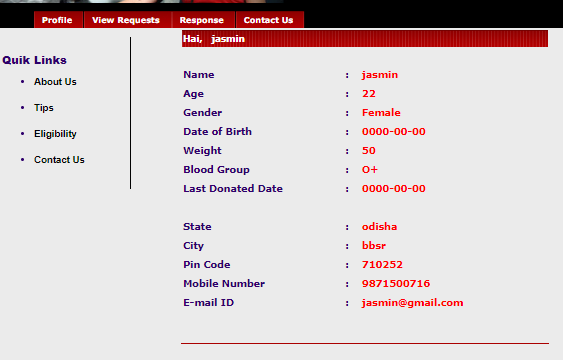 Profile View Requests Response Contact Us
Hai, jasmin
Quik Links
• About Us
• Tips
• Eligibility
• Contact Us
Name : jasmin
Age : 22
Gender : Female
Date of Birth : 0000-00-00
Weight : 50
Blood Group : O+
Last Donated Date : 0000-00-00
State : odisha
City : bbsr
Pin Code : 710252
Mobile Number : 9871500716
E-mail ID : jasmin@gmail.com